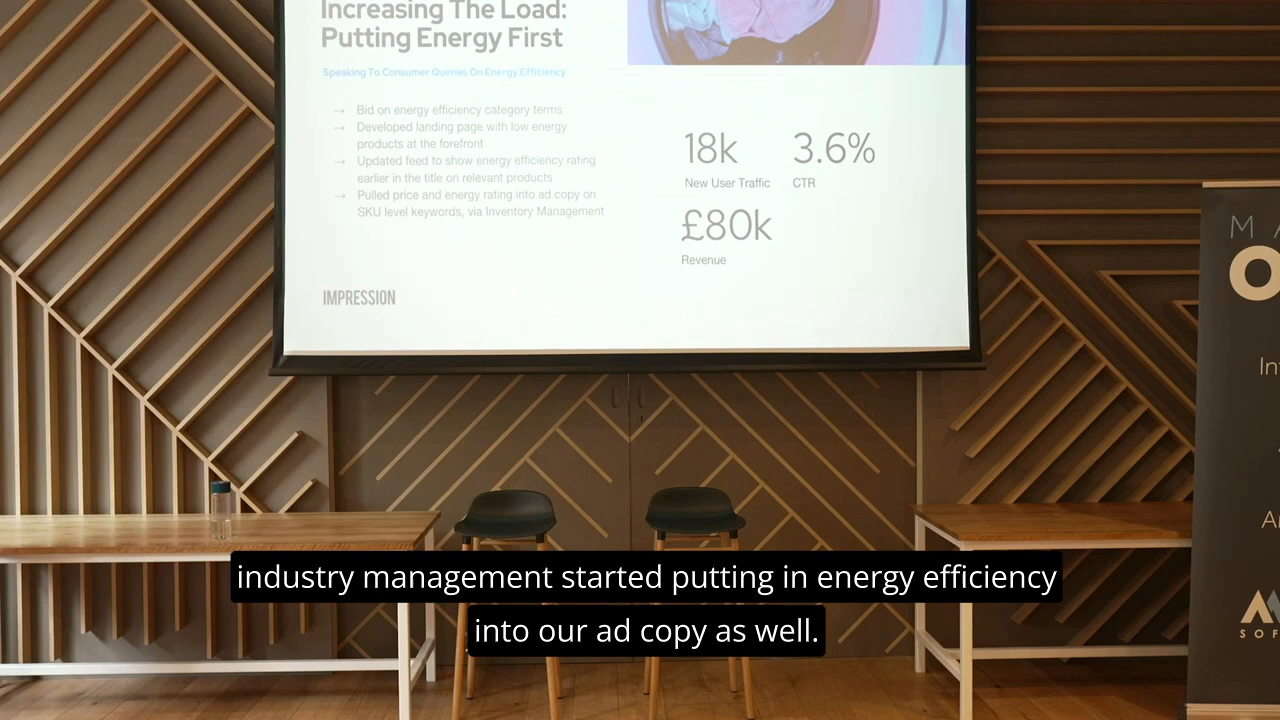 Increasing The Load:
Putting Energy First
Speaking To Consumer Queries On Energy Efficiency
→ Bid on energy efficiency category terms
→ Developed landing page with low energy
products at the forefront
→ Updated feed to show energy efficiency rating
earlier in the title on relevant products
→ Pulled price and energy rating into ad copy on
SKU level keywords, via Inventory Management
18k
New User Traffic
3.6%
CTR
£80k
Revenue
IMPRESSION
industry management started putting in energy efficiency
into our ad copy as well.